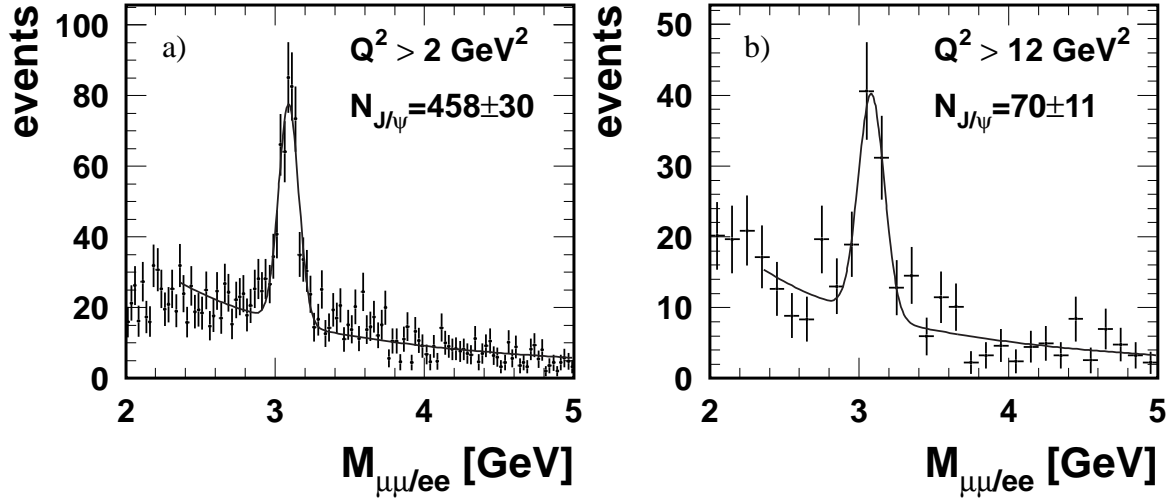 events
100
80
60
40
20
0
a)
Q² > 2 GeV²
N_J/ψ=458±30
2 3 4 5
M_μμ/ee [GeV]
events
50
40
30
20
10
0
b)
Q² > 12 GeV²
N_J/ψ=70±11
2 3 4 5
M_μμ/ee [GeV]